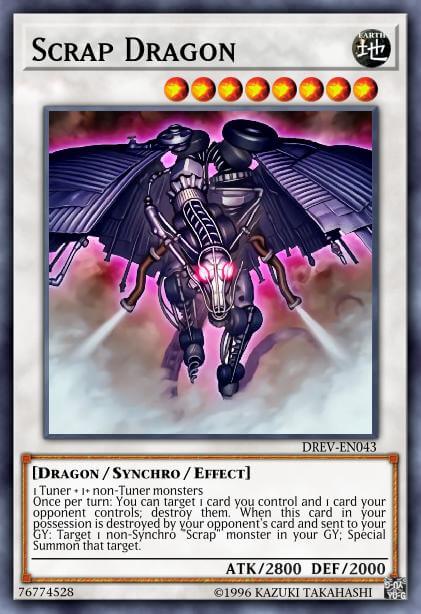 SCRAP DRAGON
EARTH
地
DREV-EN043
[DRAGON / SYNCHRO / EFFECT]
1 Tuner + 1+ non-Tuner monsters
Once per turn: You can target 1 card you control and 1 card your
opponent controls; destroy them. When this card in your
possession is destroyed by your opponent's card and sent to your
GY: Target 1 non-Synchro "Scrap" monster in your GY; Special
Summon that target.
ATK/2800 DEF/2000
76774528
©1996 KAZUKI TAKAHASHI